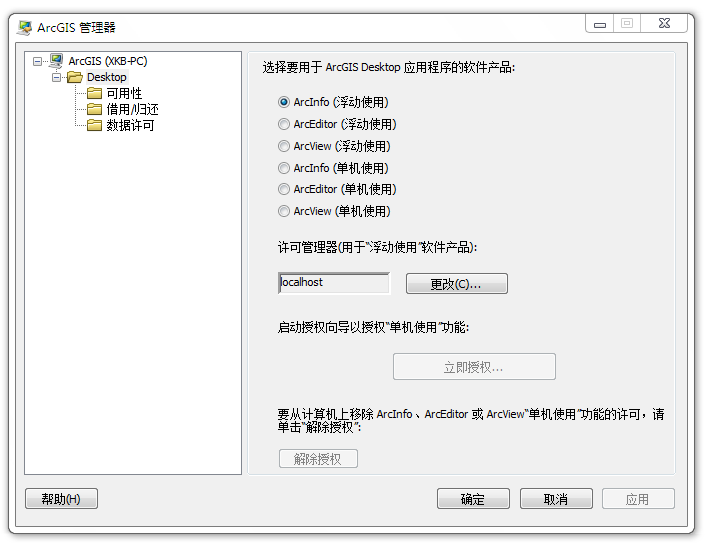 ArcGIS 管理器
ArcGIS (XKB-PC)
Desktop
可用性
借用/归还
数据许可
选择要用于 ArcGIS Desktop 应用程序的软件产品:
ArcInfo (浮动使用)
ArcEditor (浮动使用)
ArcView (浮动使用)
ArcInfo (单机使用)
ArcEditor (单机使用)
ArcView (单机使用)
许可管理器(用于“浮动使用”软件产品):
localhost
更改(C)...
启动授权向导以授权“单机使用”功能:
立即授权...
要从计算机上移除 ArcInfo、ArcEditor 或 ArcView“单机使用”功能的许可，请
单击“解除授权”:
解除授权
帮助(H)
确定
取消
应用